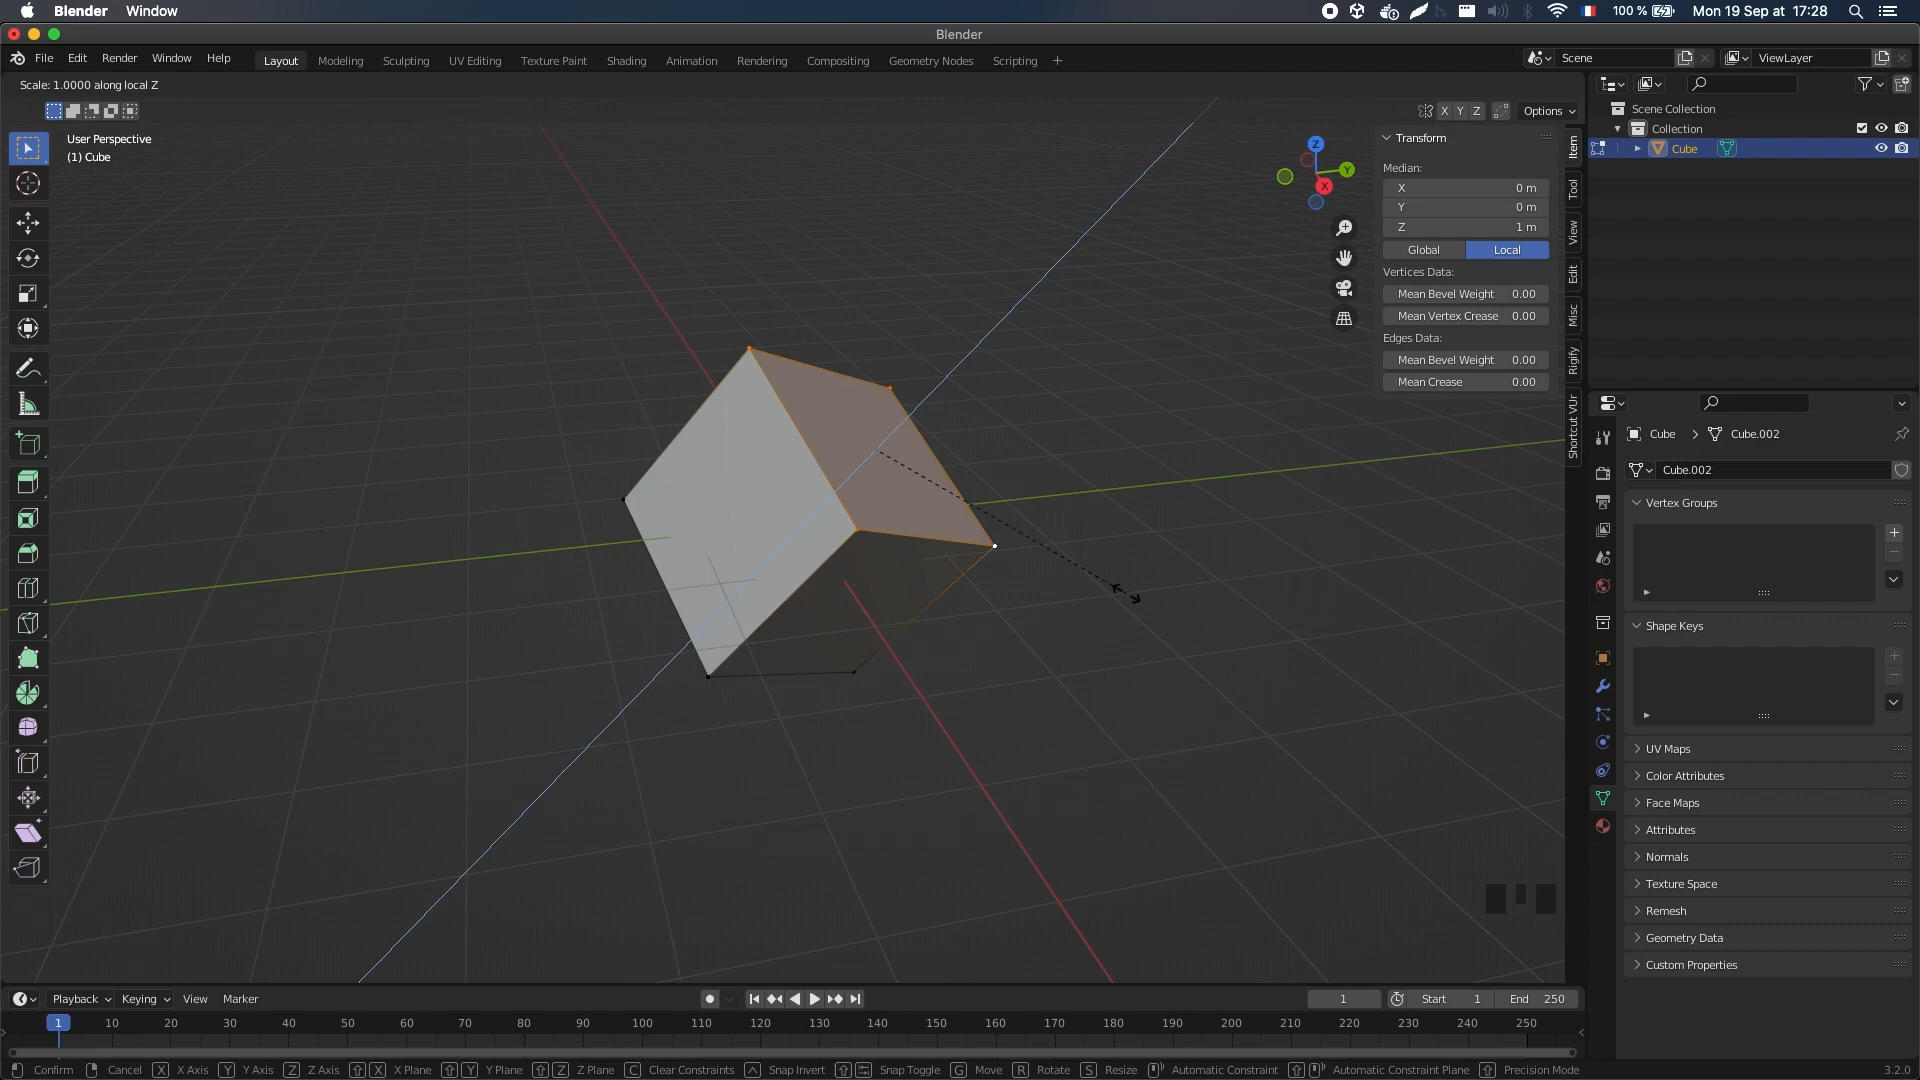 Blender Window 100 % Mon 19 Sep at 17:28
Blender
File Edit Render Window Help Layout Modeling Sculpting UV Editing Texture Paint Shading Animation Rendering Compositing Geometry Nodes Scripting + Scene ViewLayer
Scale: 1.0000 along local Z
X Y Z Options
User Perspective
(1) Cube
Z
Y
X
Transform
Median:
X 0 m
Y 0 m
Z 1 m
Global Local
Vertices Data:
Mean Bevel Weight 0.00
Mean Vertex Crease 0.00
Edges Data:
Mean Bevel Weight 0.00
Mean Crease 0.00
Item
Tool
View
Edit
Misc
Rigify
Shortcut VUr
Scene Collection
Collection
Cube
Cube > Cube.002
Cube.002
Vertex Groups
Shape Keys
UV Maps
Color Attributes
Face Maps
Attributes
Normals
Texture Space
Remesh
Geometry Data
Custom Properties
Playback Keying View Marker 1 Start 1 End 250
1 10 20 30 40 50 60 70 80 90 100 110 120 130 140 150 160 170 180 190 200 210 220 230 240 250
Confirm Cancel X X Axis Y Y Axis Z Z Axis X X Plane Y Y Plane Z Z Plane C Clear Constraints Snap Invert Snap Toggle G Move R Rotate S Resize Automatic Constraint Automatic Constraint Plane Precision Mode 3.2.0